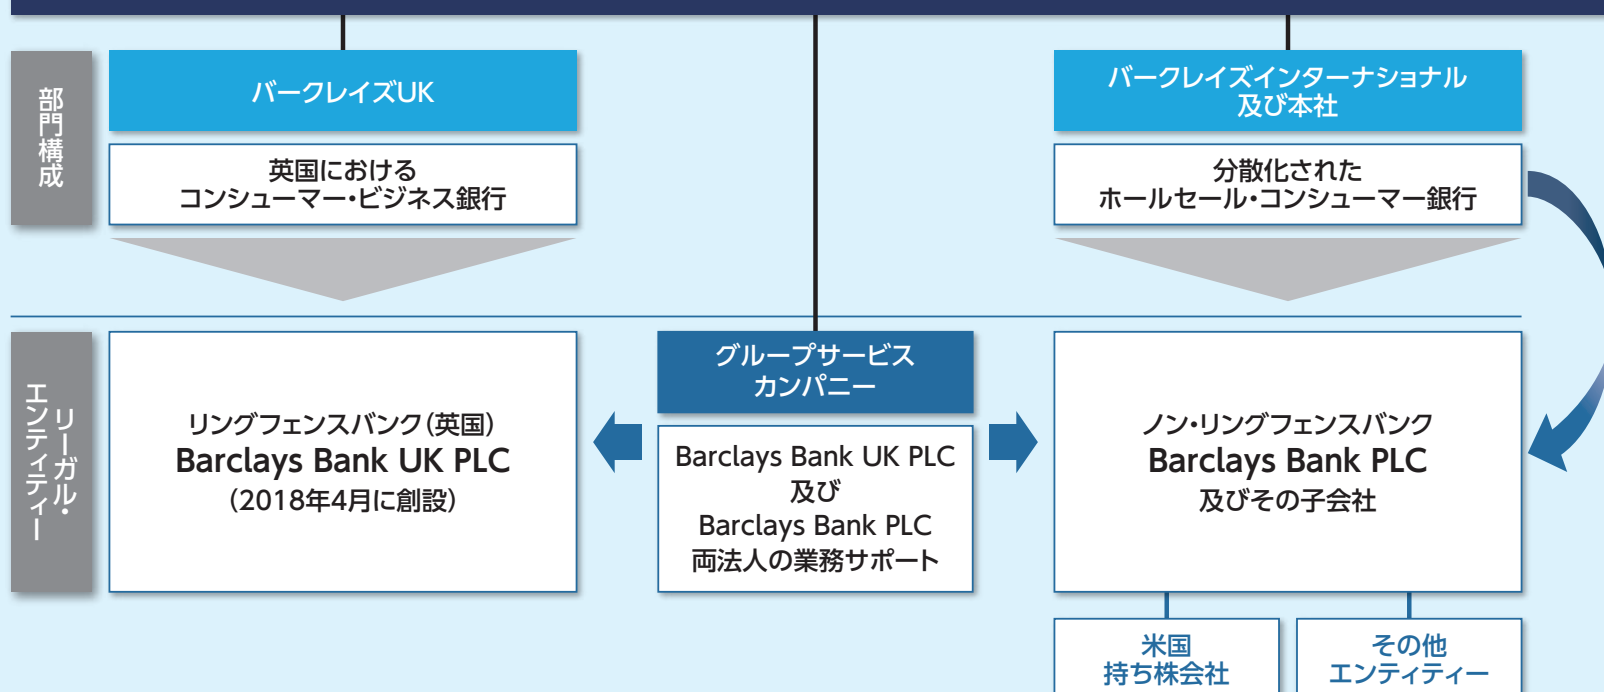 部門構成
バークレイズUK
英国における
コンシューマー・ビジネス銀行
バークレイズインターナショナル
及び本社
分散化された
ホールセール・コンシューマー銀行
リーガル・
エンティティー
リングフェンスバンク(英国)
Barclays Bank UK PLC
(2018年4月に創設)
グループサービス
カンパニー
Barclays Bank UK PLC
及び
Barclays Bank PLC
両法人の業務サポート
ノン・リングフェンスバンク
Barclays Bank PLC
及びその子会社
米国
持ち株会社
その他
エンティティー